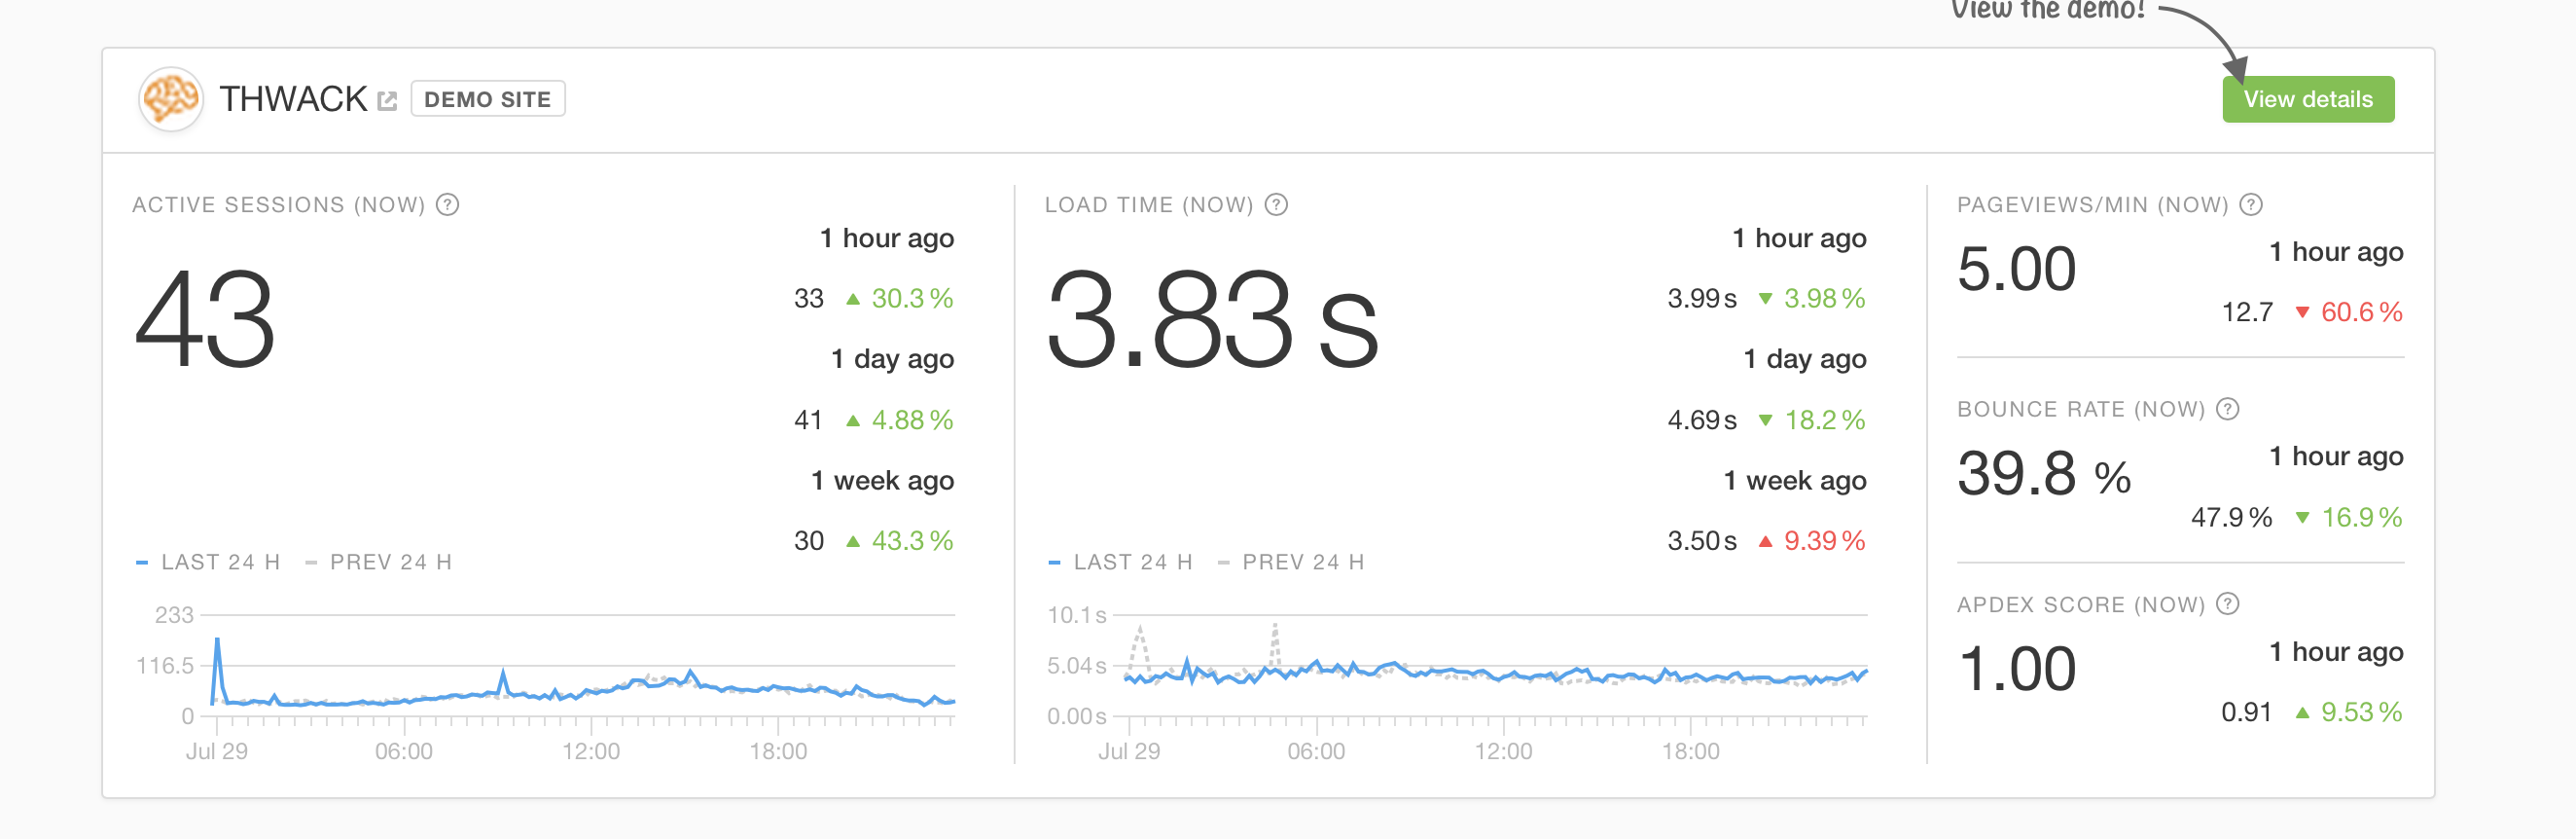 View the demo!
THWACK DEMO SITE
View details
ACTIVE SESSIONS (NOW) ?
43
1 hour ago
33 ▲ 30.3 %
1 day ago
41 ▲ 4.88 %
1 week ago
30 ▲ 43.3 %
LAST 24 H PREV 24 H
233
116.5
0
Jul 29 06:00 12:00 18:00
LOAD TIME (NOW) ?
3.83 s
1 hour ago
3.99 s ▼ 3.98 %
1 day ago
4.69 s ▼ 18.2 %
1 week ago
3.50 s ▲ 9.39 %
LAST 24 H PREV 24 H
10.1 s
5.04 s
0.00 s
Jul 29 06:00 12:00 18:00
PAGEVIEWS/MIN (NOW) ?
5.00
1 hour ago
12.7 ▼ 60.6 %
BOUNCE RATE (NOW) ?
39.8 %
1 hour ago
47.9 % ▼ 16.9 %
APDEX SCORE (NOW) ?
1.00
1 hour ago
0.91 ▲ 9.53 %